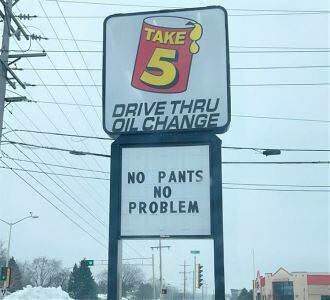 TAKE
5
DRIVE THRU
OIL CHANGE
NO PANTS
NO
PROBLEM